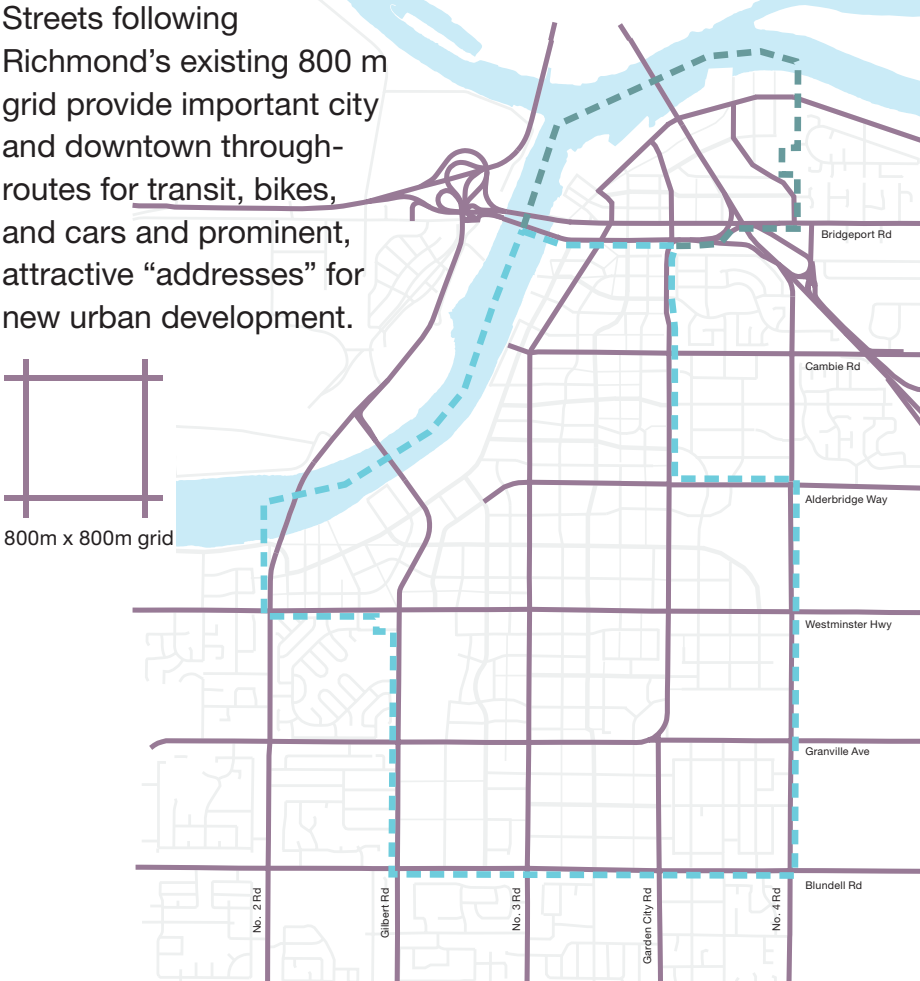 Streets following
Richmond’s existing 800 m
grid provide important city
and downtown through-
routes for transit, bikes,
and cars and prominent,
attractive “addresses” for
new urban development.
800m x 800m grid
Bridgeport Rd
Cambie Rd
Alderbridge Way
Westminster Hwy
Granville Ave
Blundell Rd
No. 2 Rd
Gilbert Rd
No. 3 Rd
Garden City Rd
No. 4 Rd